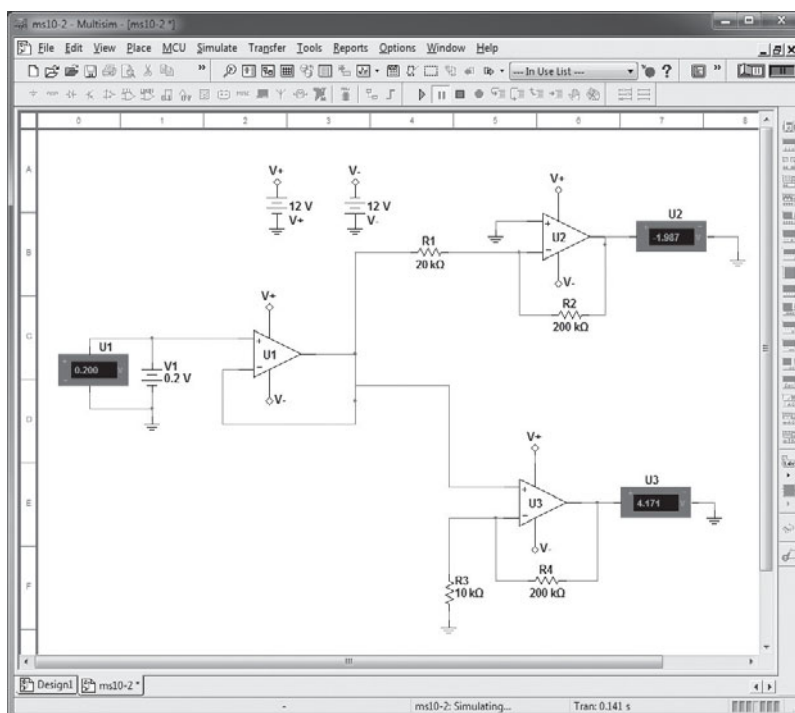 ms10-2 - Multisim - [ms10-2 *]
File Edit View Place MCU Simulate Transfer Tools Reports Options Window Help
--- In Use List ---
0 1 2 3 4 5 6 7 8
A
V+ V- V+
12 V 12 V
V+ V-
U2
U2
-1.987 V
B
R1
20 kΩ
V-
R2
200 kΩ
V+
C
U1
0.200 V
V1
0.2 V
U1
V-
D
V+
E
U3
U3
4.171 V
V-
R4
200 kΩ
F
R3
10 kΩ
Design1 ms10-2 *
- ms10-2: Simulating... Tran: 0.141 s